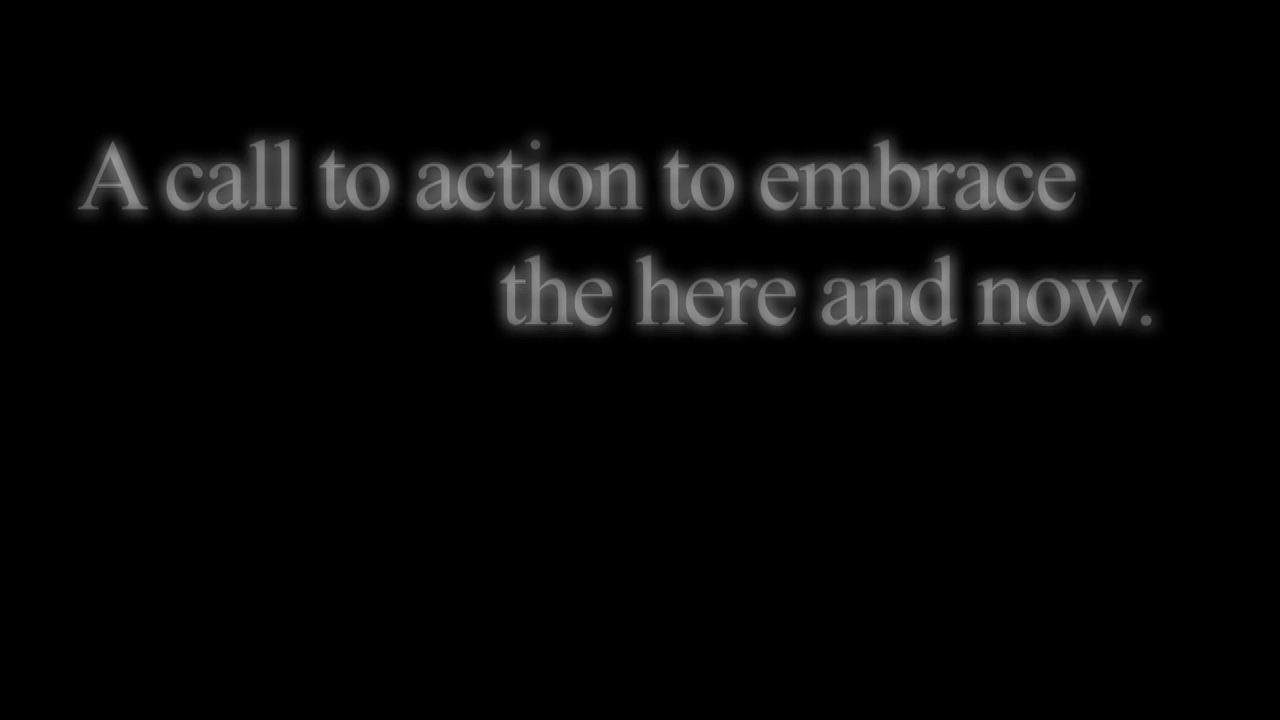 A call to action to embrace
the here and now.